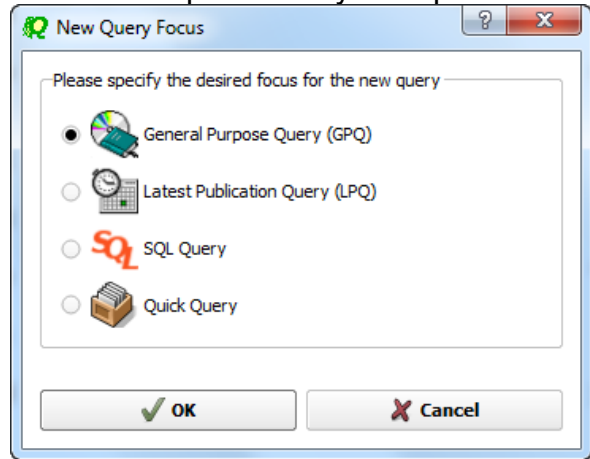 New Query Focus
?
X
Please specify the desired focus for the new query
General Purpose Query (GPQ)
Latest Publication Query (LPQ)
SQL
SQL Query
Quick Query
OK
Cancel